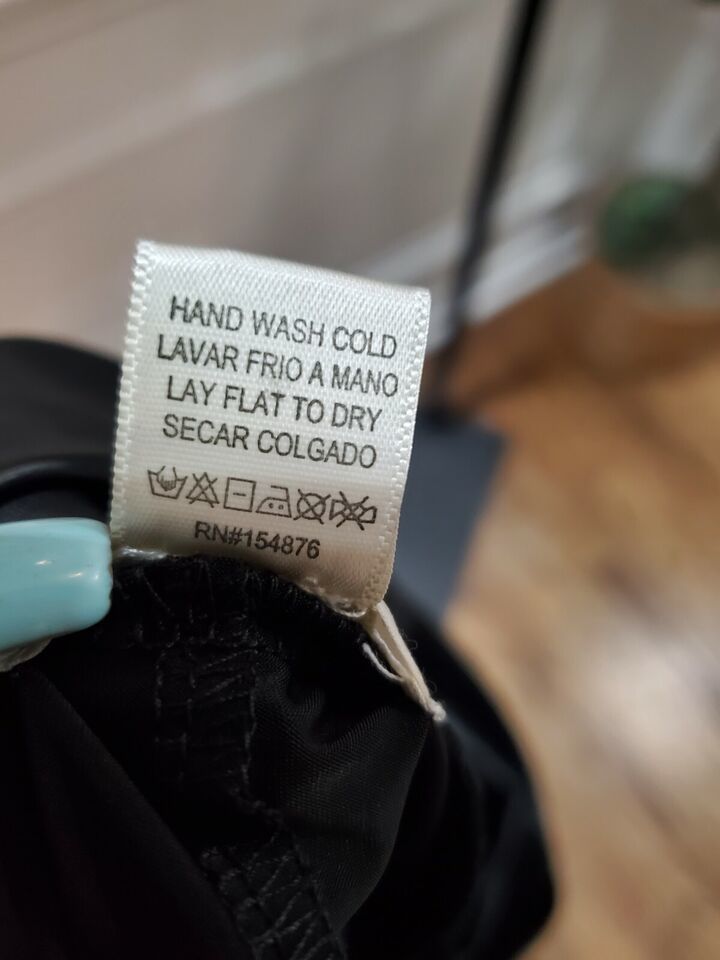 HAND WASH COLD
LAVAR FRIO A MANO
LAY FLAT TO DRY
SECAR COLGADO
RN#154876